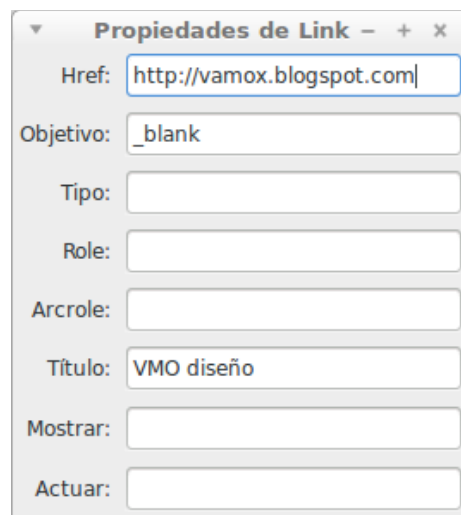 Propiedades de Link
Href: http://vamox.blogspot.com
Objetivo: _blank
Tipo:
Role:
Arcrole:
Título: VMO diseño
Mostrar:
Actuar: